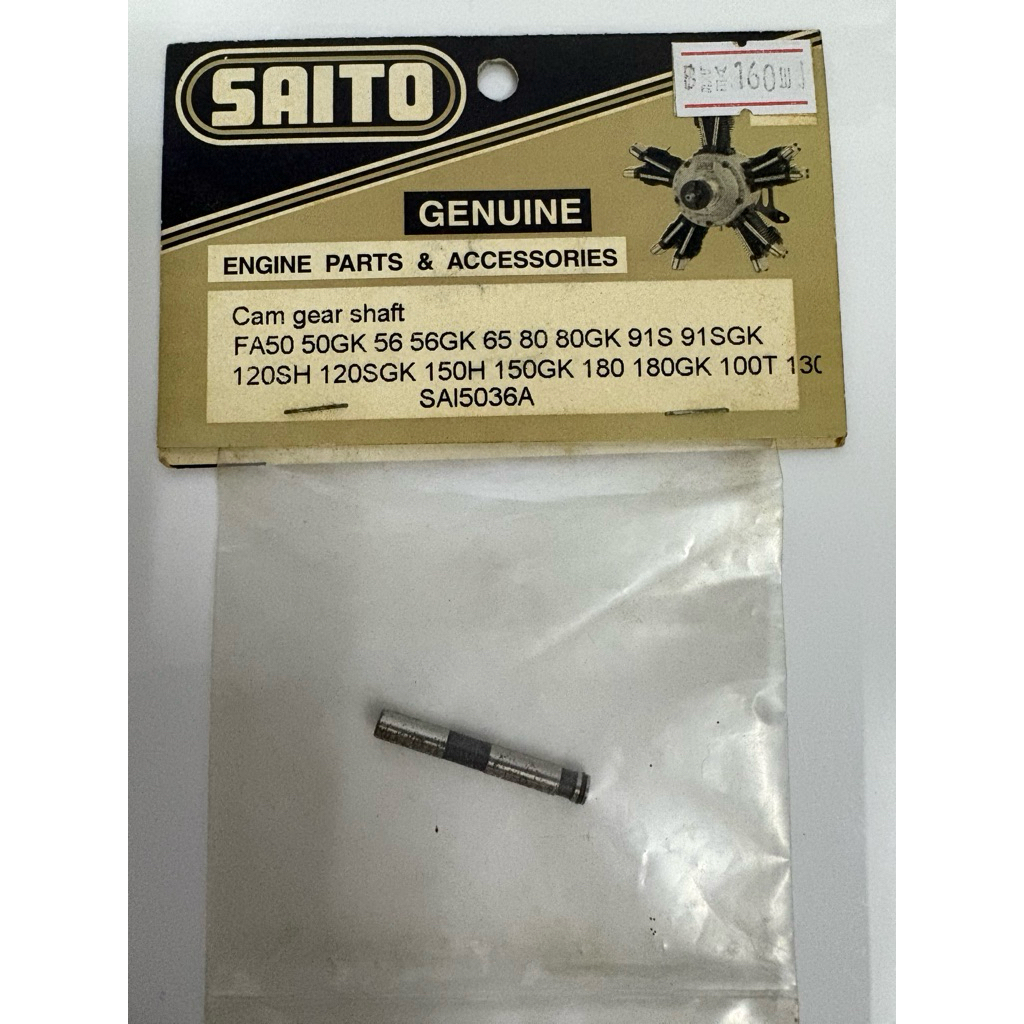 SAITO
160
GENUINE
ENGINE PARTS & ACCESSORIES
Cam gear shaft
FA50 50GK 56 56GK 65 80 80GK 91S 91SGK
120SH 120SGK 150H 150GK 180 180GK 100T 130
SAI5036A